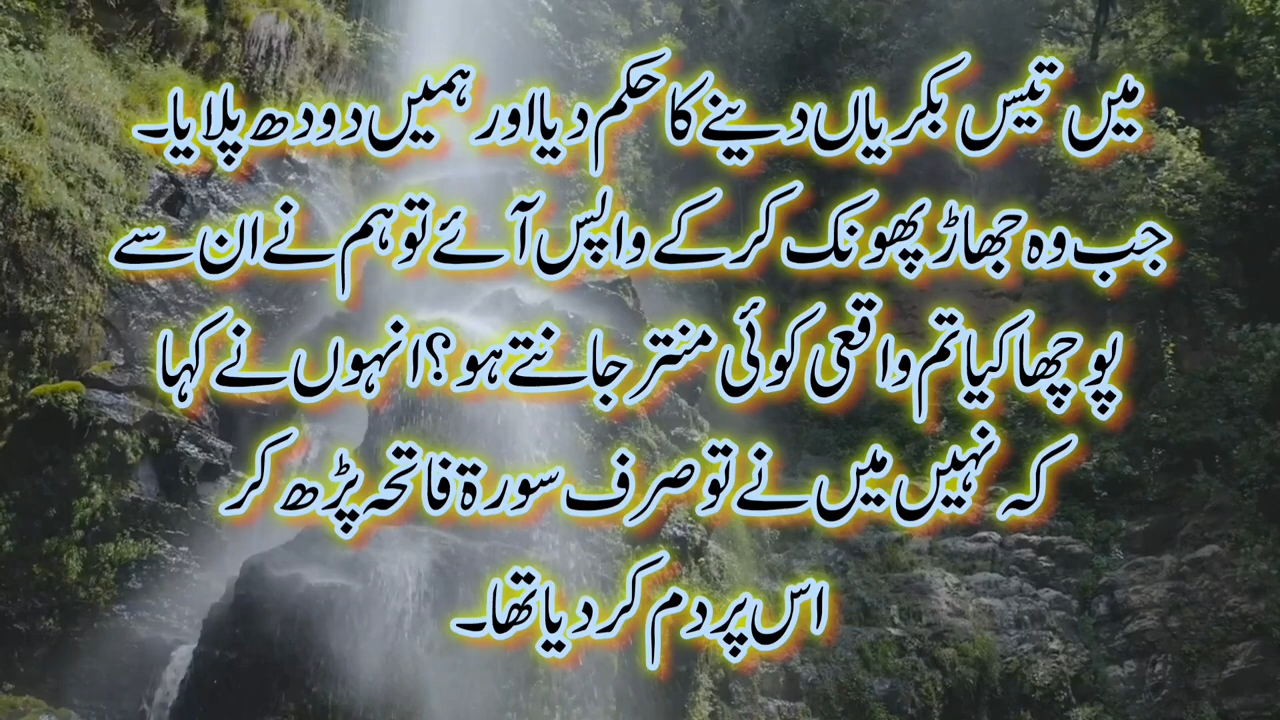 میں تیس بکریاں دینے کا حکم دیا اور ہمیں دودھ پلایا۔
جب وہ جھاڑ پھونک کر کے واپس آئے تو ہم نے ان سے
پوچھا کیا تم واقعی کوئی منتر جانتے ہو؟ انہوں نے کہا
کہ نہیں میں نے تو صرف سورۃ فاتحہ پڑھ کر
اس پر دم کر دیا تھا۔